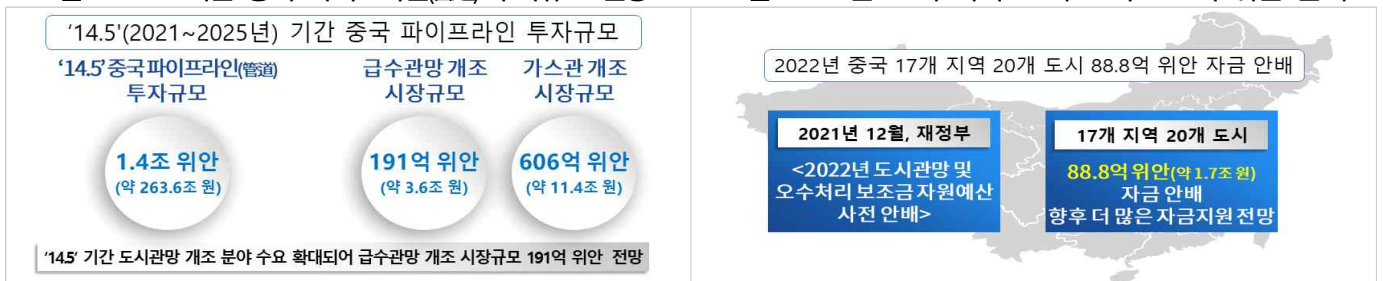 '14.5'(2021~2025년) 기간 중국 파이프라인 투자규모
'14.5' 중국 파이프라인(管道)
투자규모
1.4조 위안
(약 263.6조 원)
급수관망 개조
시장규모
191억 위안
(약 3.6조 원)
가스관 개조
시장규모
606억 위안
(약 11.4조 원)
'14.5' 기간 도시관망 개조 분야 수요 확대되어 급수관망 개조 시장규모 191억 위안 전망
2022년 중국 17개 지역 20개 도시 88.8억 위안 자금 안배
2021년 12월, 재정부
<2022년 도시관망 및
오수처리 보조금 자원예산
사전 안배>
17개 지역 20개 도시
88.8억 위안(약 1.7조 원)
자금 안배
향후 더 많은 자금지원 전망